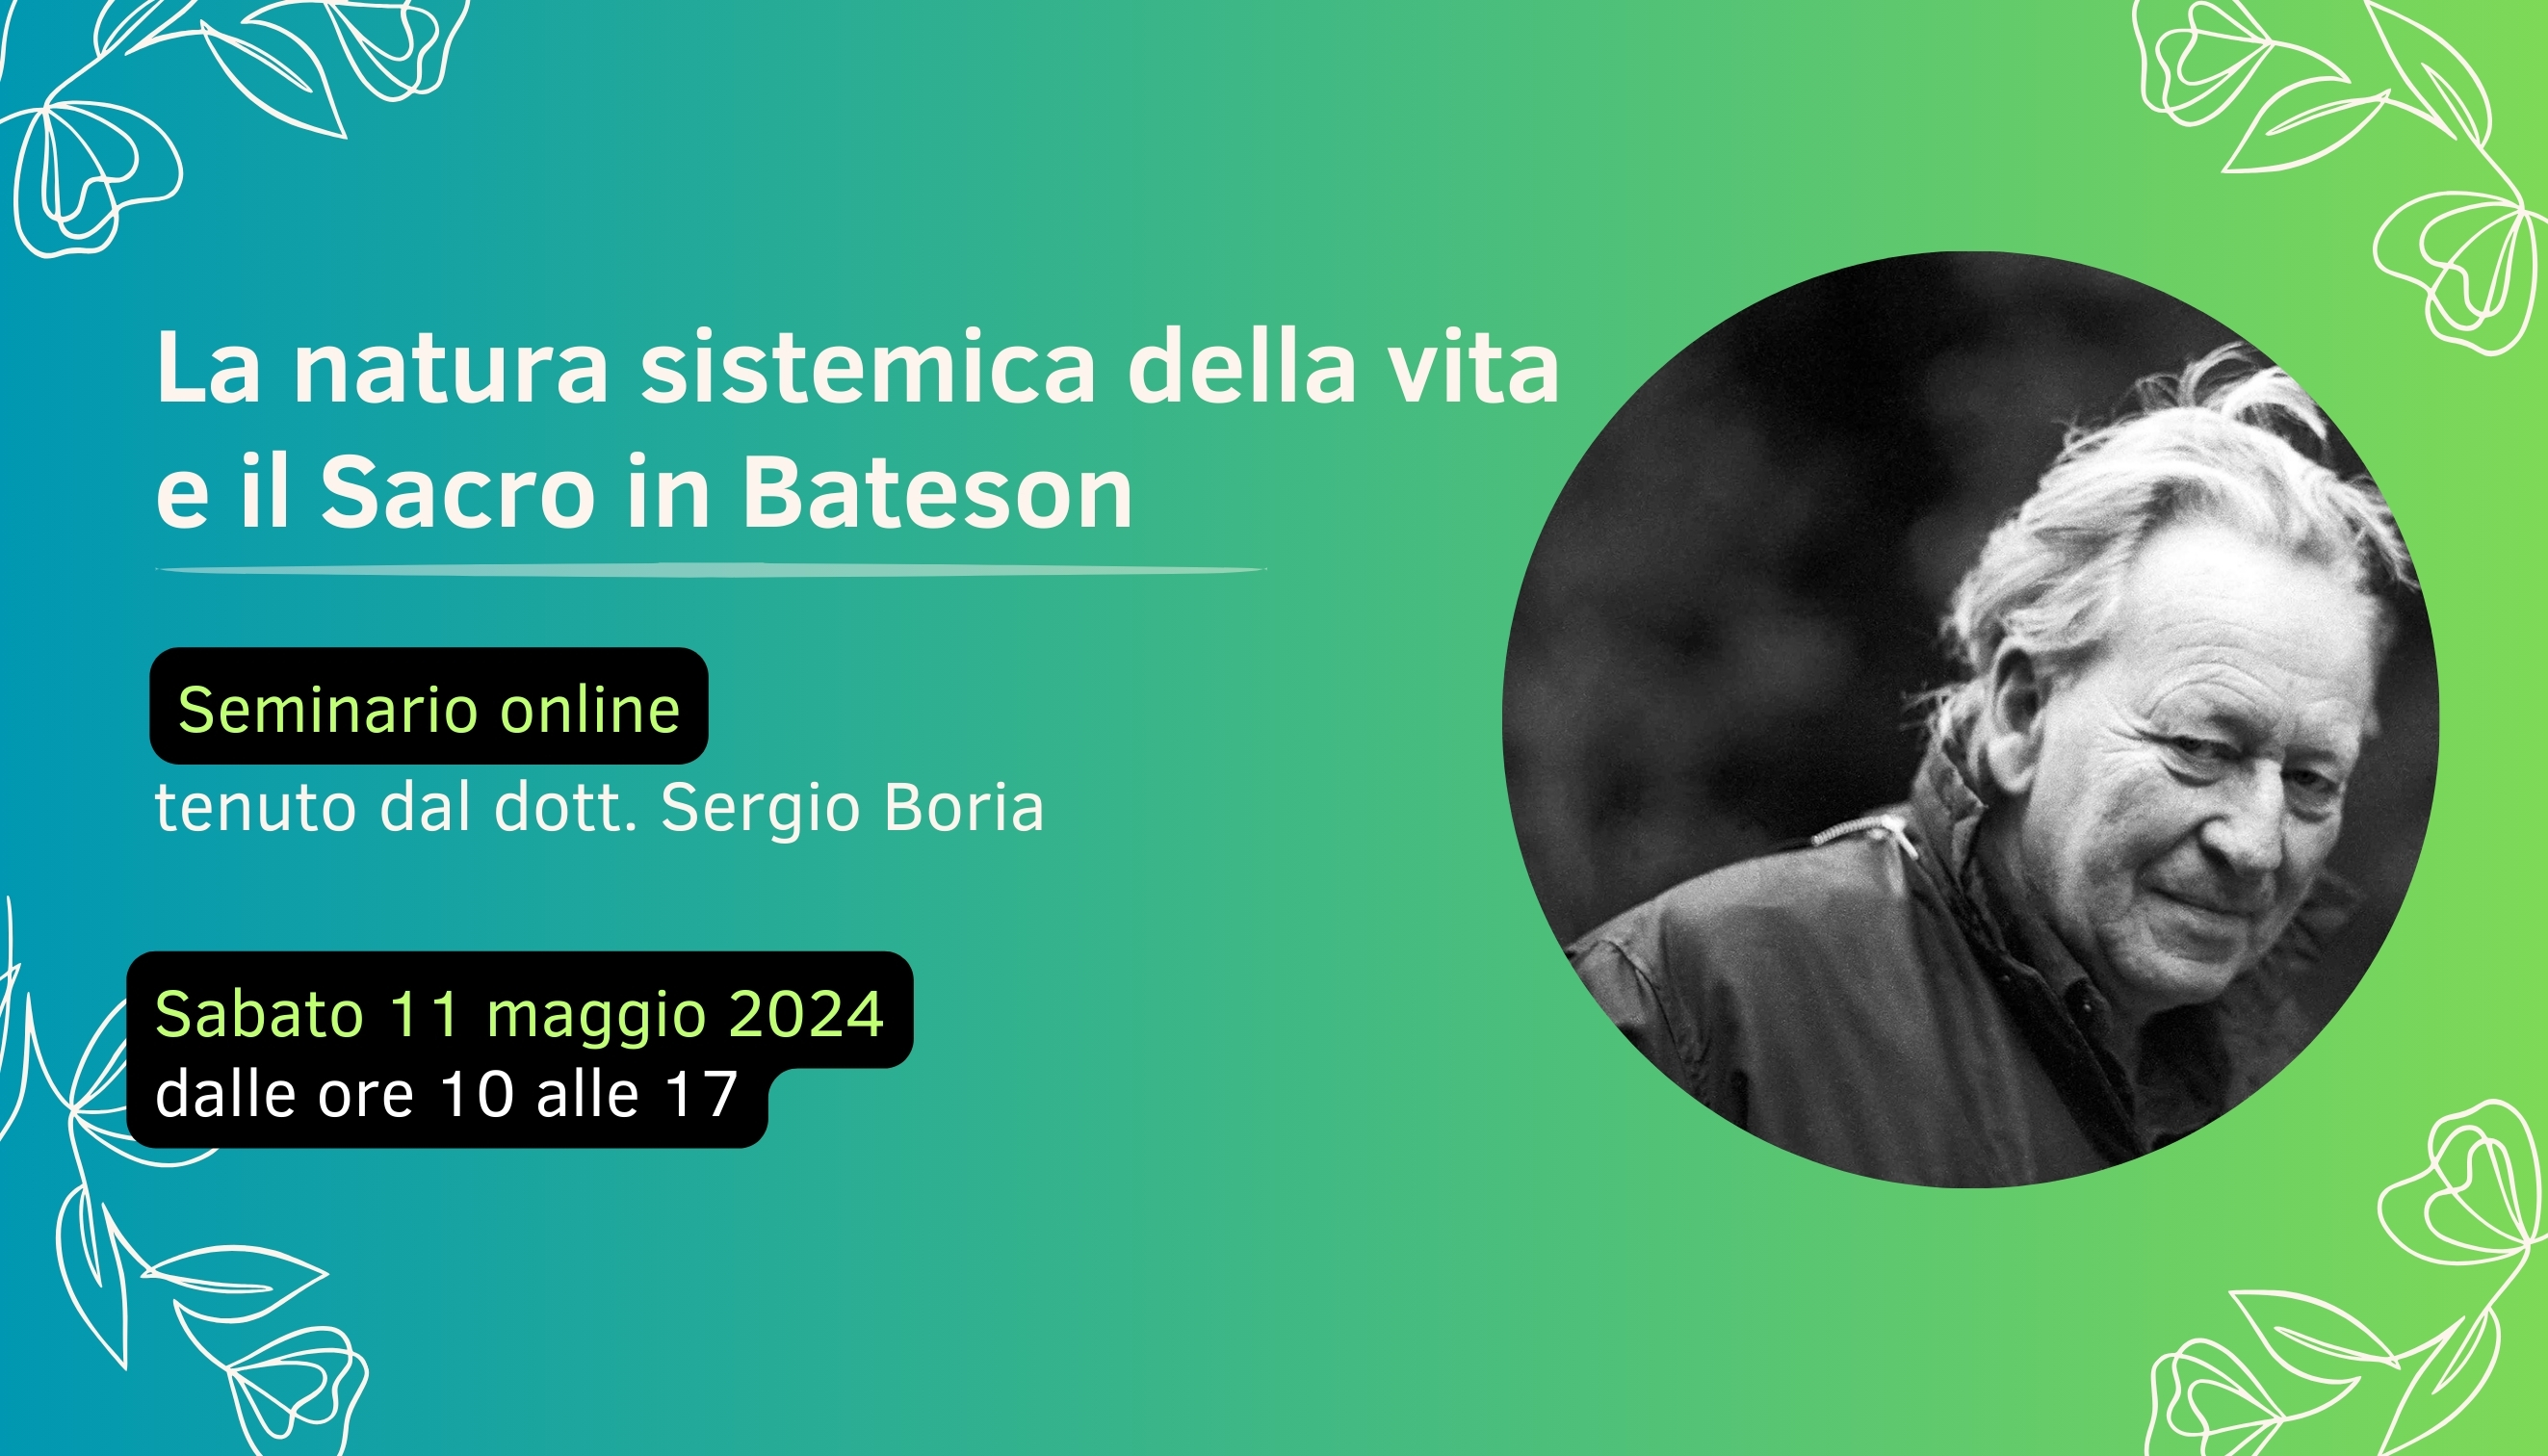 La natura sistemica della vita
e il Sacro in Bateson
Seminario online
tenuto dal dott. Sergio Boria
Sabato 11 maggio 2024
dalle ore 10 alle 17